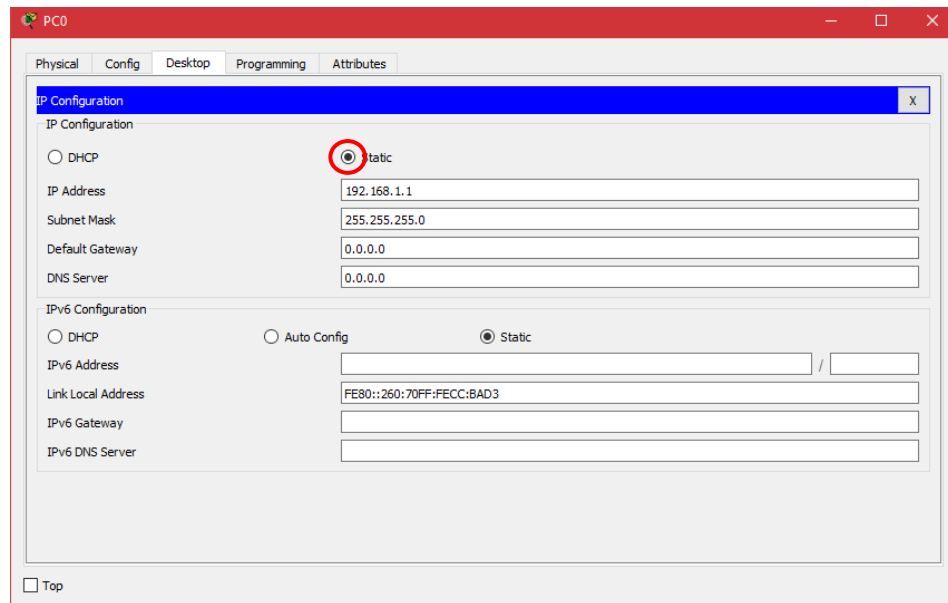 PC0
Physical Config Desktop Programming Attributes
IP Configuration X
IP Configuration
DHCP Static
IP Address 192.168.1.1
Subnet Mask 255.255.255.0
Default Gateway 0.0.0.0
DNS Server 0.0.0.0
IPv6 Configuration
DHCP Auto Config Static
IPv6 Address /
Link Local Address FE80::260:70FF:FECC:BAD3
IPv6 Gateway
IPv6 DNS Server
Top